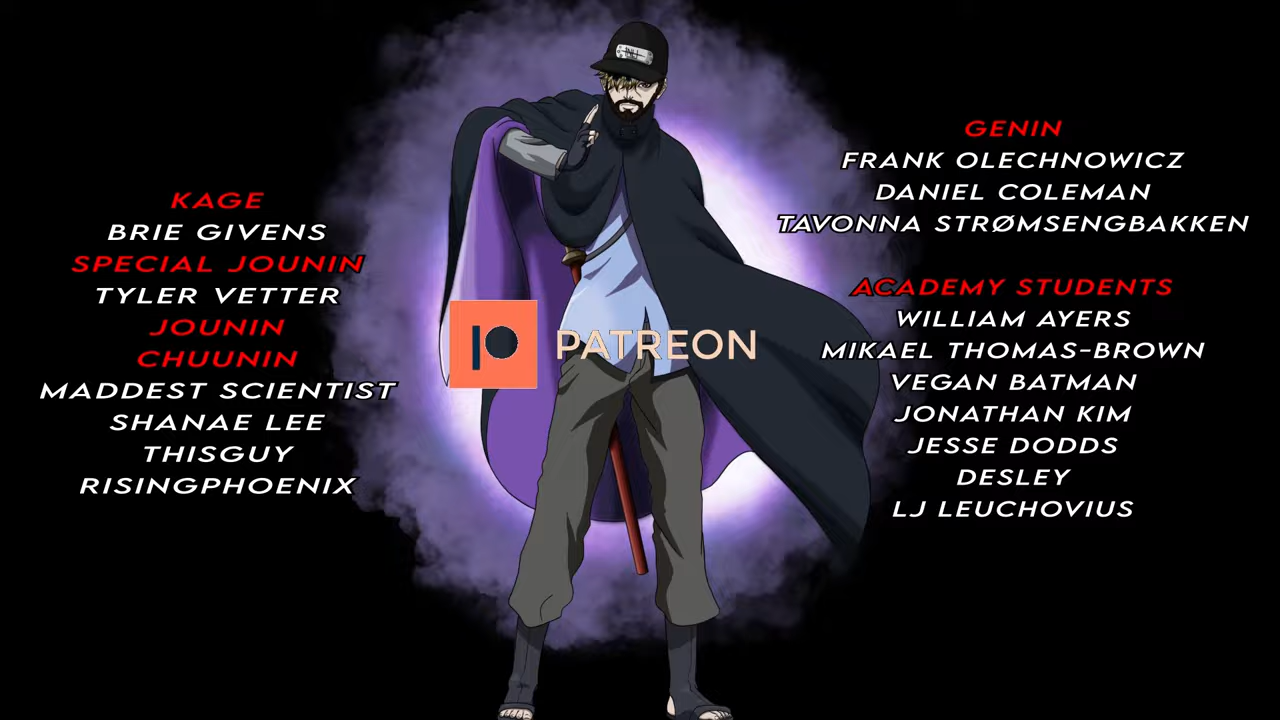 KAGE
BRIE GIVENS
SPECIAL JOUNIN
TYLER VETTER
JOUNIN
CHUUNIN
MADDEST SCIENTIST
SHANAE LEE
THISGUY
RISINGPHOENIX
PATREON
GENIN
FRANK OLECHNOWICZ
DANIEL COLEMAN
TAVONNA STRØMSENGBAKKEN
ACADEMY STUDENTS
WILLIAM AYERS
MIKAEL THOMAS-BROWN
VEGAN BATMAN
JONATHAN KIM
JESSE DODDS
DESLEY
LJ LEUCHOVIUS